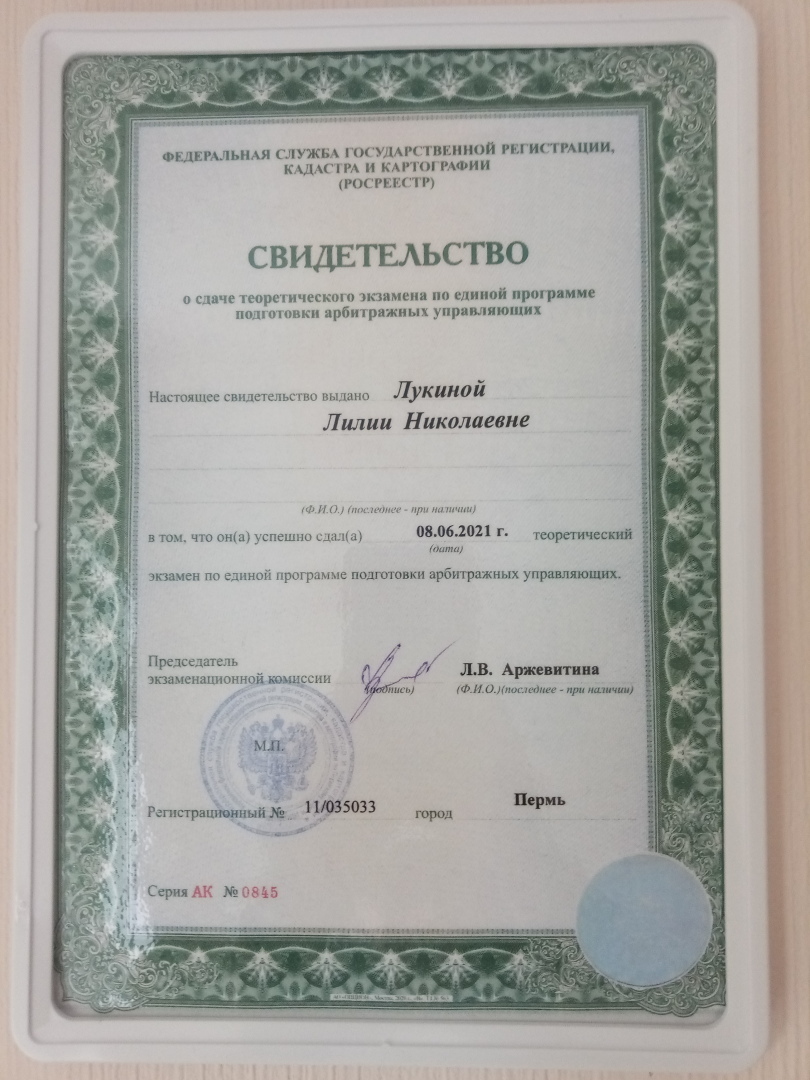 ФЕДЕРАЛЬНАЯ СЛУЖБА ГОСУДАРСТВЕННОЙ РЕГИСТРАЦИИ,
КАДАСТРА И КАРТОГРАФИИ
(РОСРЕЕСТР)
СВИДЕТЕЛЬСТВО
о сдаче теоретического экзамена по единой программе
подготовки арбитражных управляющих
Настоящее свидетельство выдано Лукиной
Лилии Николаевне
(Ф.И.О.) (последнее - при наличии)
в том, что он(а) успешно сдал(а) 08.06.2021 г. теоретический
(дата)
экзамен по единой программе подготовки арбитражных управляющих.
Председатель
экзаменационной комиссии Л.В. Аржевитина
(подпись) (Ф.И.О.)(последнее - при наличии)
М.П.
Регистрационный № 11/035033 город Пермь
Серия АК № 0845